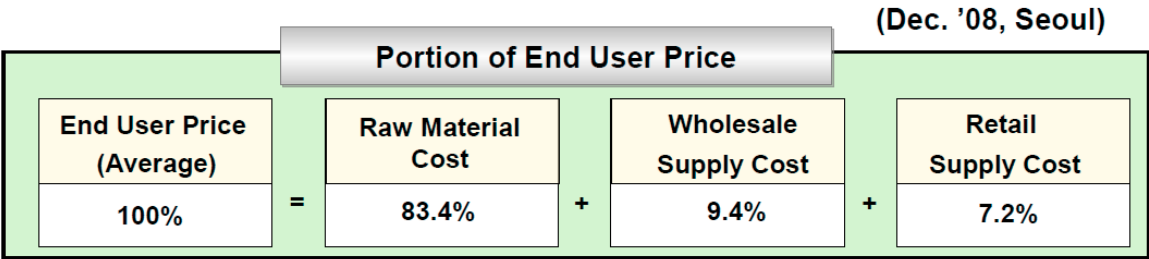 (Dec. ’08, Seoul)
Portion of End User Price
End User Price
(Average)
100%
=
Raw Material
Cost
83.4%
+
Wholesale
Supply Cost
9.4%
+
Retail
Supply Cost
7.2%